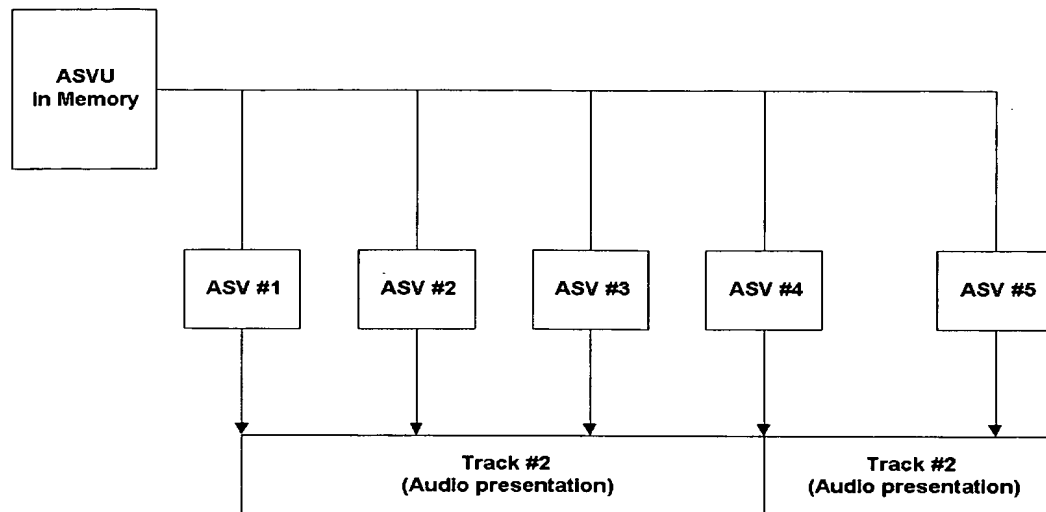 ASVU
In Memory
ASV #1
ASV #2
ASV #3
ASV #4
ASV #5
Track #2
(Audio presentation)
Track #2
(Audio presentation)